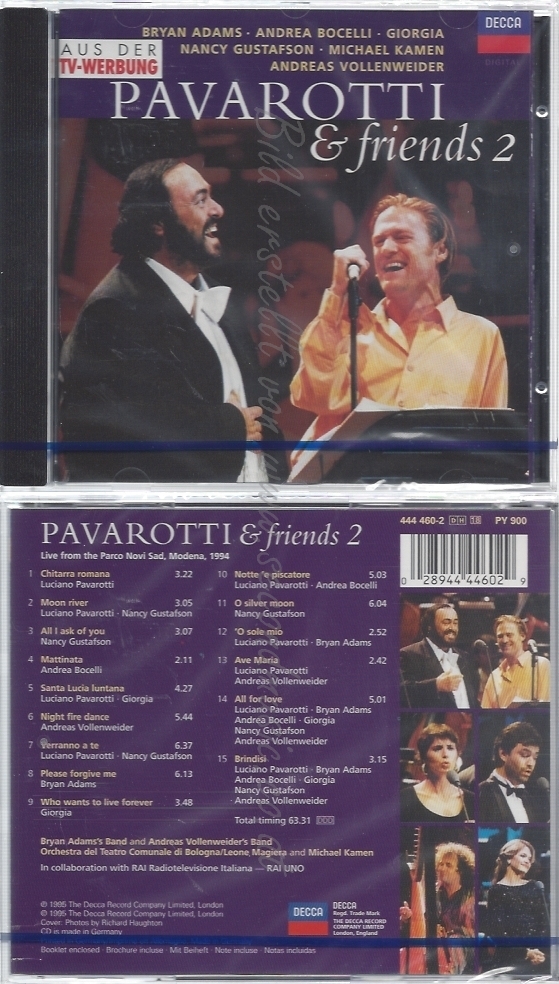 BRYAN ADAMS · ANDREA BOCELLI · GIORGIA
NANCY GUSTAFSON · MICHAEL KAMEN
ANDREAS VOLLENWEIDER
DECCA
DIGITAL
AUS DER
TV-WERBUNG
PAVAROTTI
& friends 2
Bild erstellt von
PAVAROTTI & friends 2
Live from the Parco Novi Sad, Modena, 1994
444 460-2 DH 18 PY 900
0 28944 44602 9
1 Chitarra romana 3.22
Luciano Pavarotti
2 Moon river 3.05
Luciano Pavarotti · Nancy Gustafson
3 All I ask of you 3.07
Nancy Gustafson
4 Mattinata 2.11
Andrea Bocelli
5 Santa Lucia luntana 4.27
Luciano Pavarotti · Giorgia
6 Night fire dance 5.44
Andreas Vollenweider
7 Torranno a te 6.37
Luciano Pavarotti · Nancy Gustafson
8 Please forgive me 6.13
Bryan Adams
9 Who wants to live forever 3.48
Giorgia
10 Notte 'e piscatore 5.03
Luciano Pavarotti · Andrea Bocelli
11 O silver moon 6.04
Nancy Gustafson
12 'O sole mio 2.52
Luciano Pavarotti · Bryan Adams
13 Ave Maria 2.42
Luciano Pavarotti
Andreas Vollenweider
14 All for love 5.01
Luciano Pavarotti · Bryan Adams
Andrea Bocelli · Giorgia
Nancy Gustafson
Andreas Vollenweider
15 Brindisi 3.15
Luciano Pavarotti · Bryan Adams
Andrea Bocelli · Giorgia
Nancy Gustafson
Andreas Vollenweider
Total timing 63.31 DDD
Bryan Adams's Band and Andreas Vollenweider's Band
Orchestra del Teatro Comunale di Bologna/Leone Magiera and Michael Kamen
In collaboration with RAI Radiotelevisione Italiana — RAI UNO
℗ 1995 The Decca Record Company Limited, London
© 1995 The Decca Record Company Limited, London
Cover: Photos by Richard Haughton
CD is made in Germany
DECCA
DECCA
Regd. Trade Mark
THE DECCA RECORD
COMPANY LIMITED
London, England
Booklet enclosed · Brochure incluse · Mit Beiheft · Note incluse · Notas incluidas